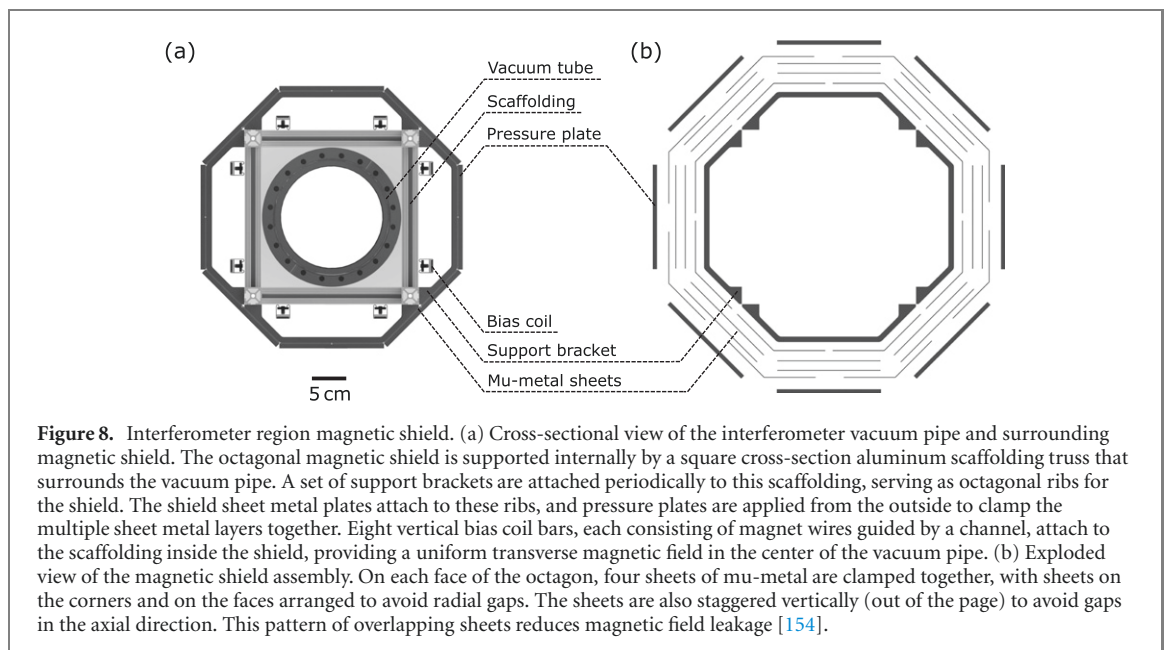 (a)
(b)
Vacuum tube
Scaffolding
Pressure plate
Bias coil
Support bracket
Mu-metal sheets
5 cm
Figure 8. Interferometer region magnetic shield. (a) Cross-sectional view of the interferometer vacuum pipe and surrounding
magnetic shield. The octagonal magnetic shield is supported internally by a square cross-section aluminum scaffolding truss that
surrounds the vacuum pipe. A set of support brackets are attached periodically to this scaffolding, serving as octagonal ribs for
the shield. The shield sheet metal plates attach to these ribs, and pressure plates are applied from the outside to clamp the
multiple sheet metal layers together. Eight vertical bias coil bars, each consisting of magnet wires guided by a channel, attach to
the scaffolding inside the shield, providing a uniform transverse magnetic field in the center of the vacuum pipe. (b) Exploded
view of the magnetic shield assembly. On each face of the octagon, four sheets of mu-metal are clamped together, with sheets on
the corners and on the faces arranged to avoid radial gaps. The sheets are also staggered vertically (out of the page) to avoid gaps
in the axial direction. This pattern of overlapping sheets reduces magnetic field leakage [154].